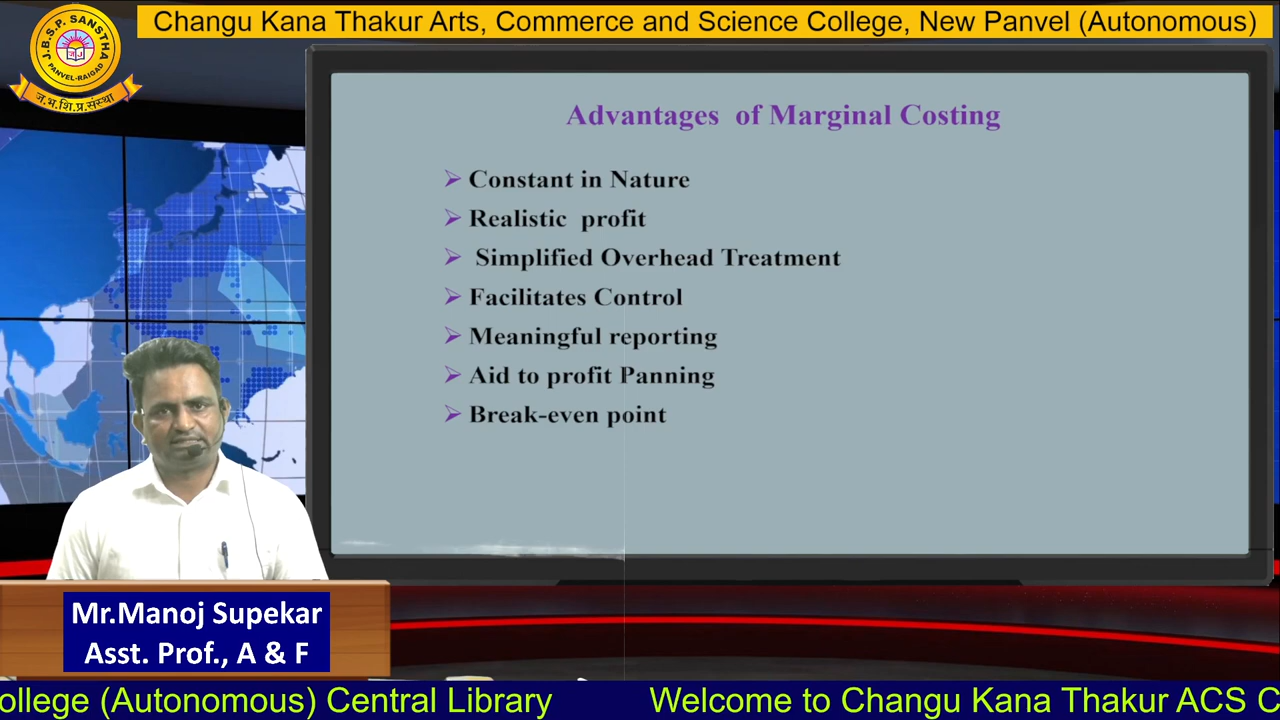 J.B.S.P. SANSTHA
PANVEL-RAIGAD
ज.भ.शि.प्र.संस्था
Changu Kana Thakur Arts, Commerce and Science College, New Panvel (Autonomous)
Advantages of Marginal Costing
Constant in Nature
Realistic profit
Simplified Overhead Treatment
Facilitates Control
Meaningful reporting
Aid to profit Panning
Break-even point
Mr.Manoj Supekar
Asst. Prof., A & F
ollege (Autonomous) Central Library Welcome to Changu Kana Thakur ACS C